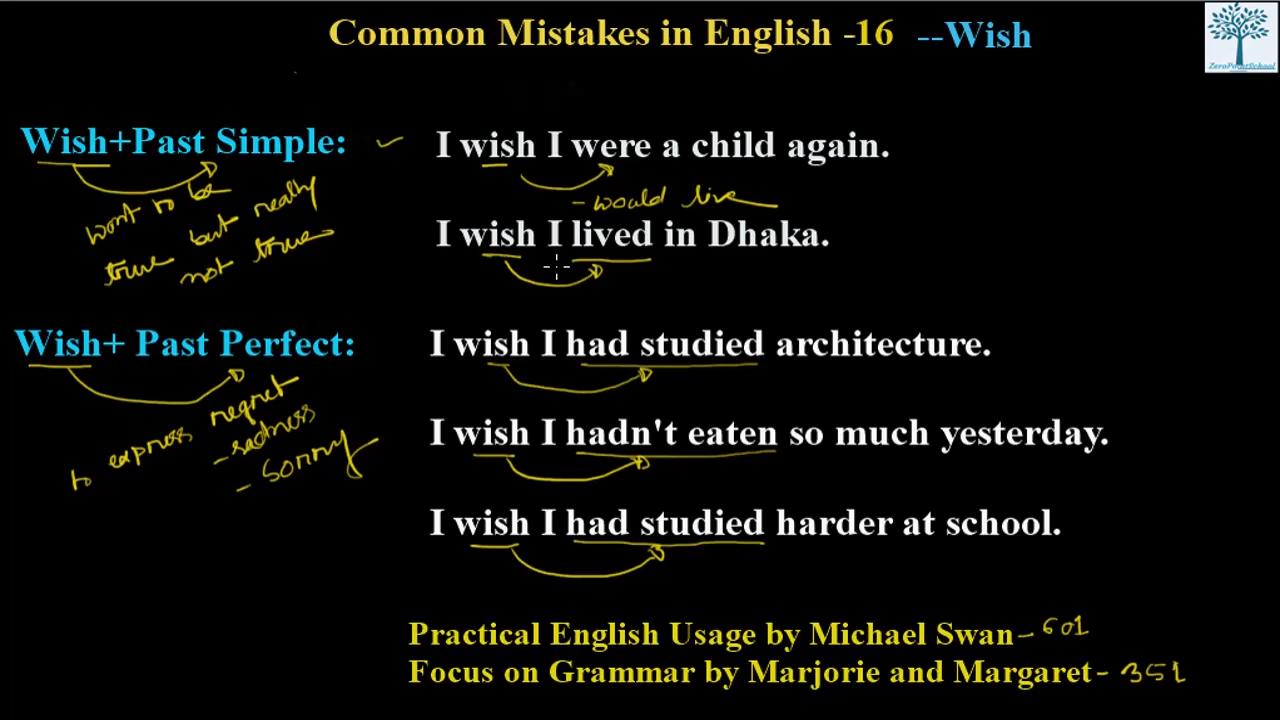 Common Mistakes in English -16 --Wish
ZeroPointSchool
Wish+Past Simple:
want to be
true but really
not true
I wish I were a child again.
- would live
I wish I lived in Dhaka.
Wish+ Past Perfect:
to express regret
- sadness
- sorry
I wish I had studied architecture.
I wish I hadn't eaten so much yesterday.
I wish I had studied harder at school.
Practical English Usage by Michael Swan- 601
Focus on Grammar by Marjorie and Margaret- 351